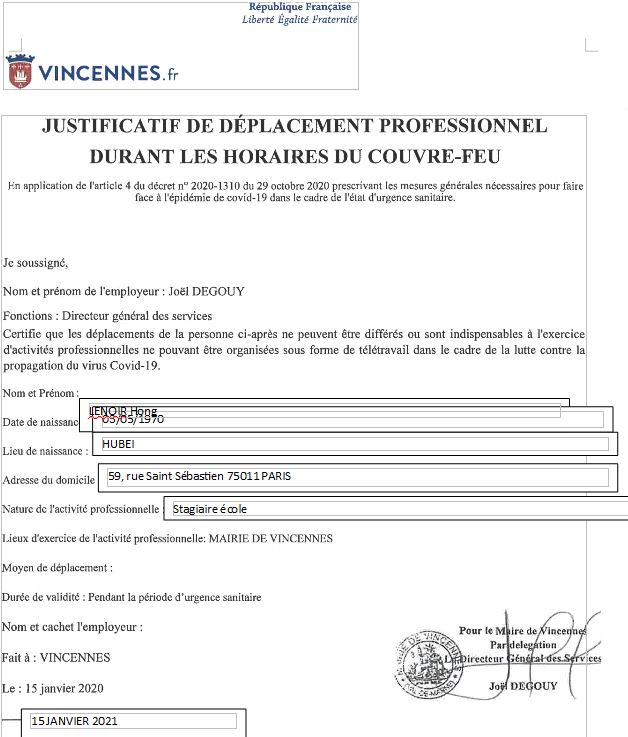 République Française
Liberté Égalité Fraternité
VINCENNES.fr
JUSTIFICATIF DE DÉPLACEMENT PROFESSIONNEL
DURANT LES HORAIRES DU COUVRE-FEU
En application de l'article 4 du décret n° 2020-1310 du 29 octobre 2020 prescrivant les mesures générales nécessaires pour faire
face à l'épidémie de covid-19 dans le cadre de l'état d'urgence sanitaire.
Je soussigné,
Nom et prénom de l'employeur : Joël DEGOUY
Fonctions : Directeur général des services
Certifie que les déplacements de la personne ci-après ne peuvent être différés ou sont indispensables à l'exercice
d'activités professionnelles ne pouvant être organisées sous forme de télétravail dans le cadre de la lutte contre la
propagation du virus Covid-19.
Nom et Prénom :
LENOIR Hong
Date de naissanc 03/05/1970
Lieu de naissance : HUBEI
Adresse du domicile 59, rue Saint Sébastien 75011 PARIS
Nature de l'activité professionnelle Stagiaire école
Lieux d'exercice de l'activité professionnelle: MAIRIE DE VINCENNES
Moyen de déplacement :
Durée de validité : Pendant la période d'urgence sanitaire
Nom et cachet l'employeur :
Pour le Maire de Vincennes
Par delegation
Directeur Général des Services
Fait à : VINCENNES
Joël DEGOUY
Le : 15 janvier 2020
15 JANVIER 2021